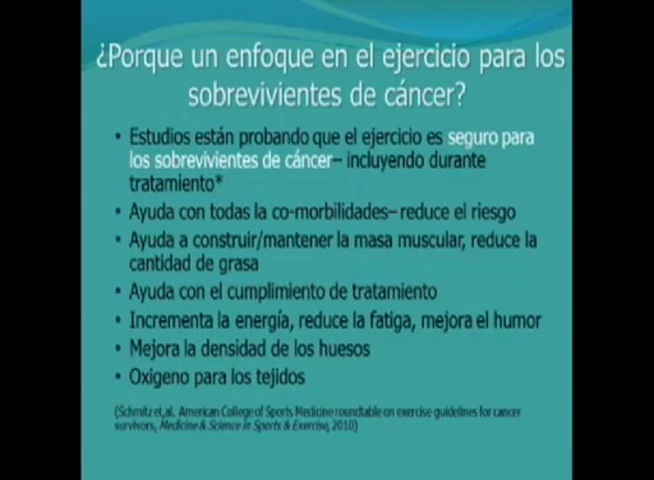 ¿Porque un enfoque en el ejercicio para los
sobrevivientes de cáncer?
• Estudios están probando que el ejercicio es seguro para
los sobrevivientes de cáncer– incluyendo durante
tratamiento*
• Ayuda con todas la co-morbilidades– reduce el riesgo
• Ayuda a construir/mantener la masa muscular, reduce la
cantidad de grasa
• Ayuda con el cumplimiento de tratamiento
• Incrementa la energía, reduce la fatiga, mejora el humor
• Mejora la densidad de los huesos
• Oxigeno para los tejidos
(Schmitz et,al. American College of Sports Medicine roundtable on exercise guidelines for cancer
survivors, Medicine & Science in Sports & Exercise, 2010)